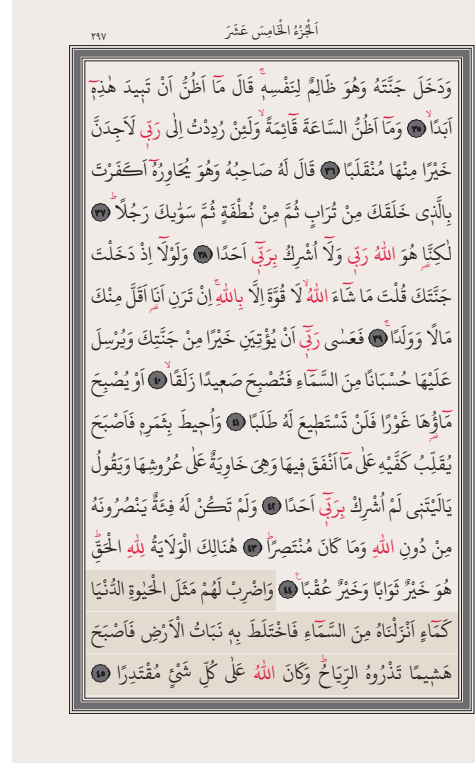 اَلْجُزْءُ الْخَامِسَ عَشَرَ
٢٩٧
وَدَخَلَ جَنَّتَهُ وَهُوَ ظَالِمٌ لِنَفْسِه۪ۚ قَالَ مَٓا اَظُنُّ اَنْ تَب۪يدَ هٰذِه۪ٓ
اَبَدًاۙ ﴿٣٥﴾ وَمَٓا اَظُنُّ السَّاعَةَ قَٓائِمَةًۙ وَلَئِنْ رُدِدْتُ اِلٰى رَبّ۪ي لَاَجِدَنَّ
خَيْرًا مِنْهَا مُنْقَلَبًا ﴿٣٦﴾ قَالَ لَهُ صَاحِبُهُ وَهُوَ يُحَاوِرُهُٓ اَكَفَرْتَ
بِالَّذ۪ي خَلَقَكَ مِنْ تُرَابٍ ثُمَّ مِنْ نُطْفَةٍ ثُمَّ سَوّٰيكَ رَجُلًاۜ ﴿٣٧﴾
لٰكِنَّا۬ هُوَ اللّٰهُ رَبّ۪ي وَلَٓا اُشْرِكُ بِرَبّ۪ٓي اَحَدًا ﴿٣٨﴾ وَلَوْلَٓا اِذْ دَخَلْتَ
جَنَّتَكَ قُلْتَ مَا شَٓاءَ اللّٰهُۙ لَا قُوَّةَ اِلَّا بِاللّٰهِۚ اِنْ تَرَنِ اَنَا۬ اَقَلَّ مِنْكَ
مَالًا وَوَلَدًاۚ ﴿٣٩﴾ فَعَسٰى رَبّ۪ٓي اَنْ يُؤْتِيَنِ خَيْرًا مِنْ جَنَّتِكَ وَيُرْسِلَ
عَلَيْهَا حُسْبَانًا مِنَ السَّمَٓاءِ فَتُصْبِحَ صَع۪يدًا زَلَقًاۙ ﴿٤٠﴾ اَوْ يُصْبِحَ
مَٓاؤُ۬هَا غَوْرًا فَلَنْ تَسْتَط۪يعَ لَهُ طَلَبًا ﴿٤١﴾ وَاُح۪يطَ بِثَمَرِه۪ فَاَصْبَحَ
يُقَلِّبُ كَفَّيْهِ عَلٰى مَٓا اَنْفَقَ ف۪يهَا وَهِيَ خَاوِيَةٌ عَلٰى عُرُوشِهَا وَيَقُولُ
يَالَيْتَن۪ي لَمْ اُشْرِكْ بِرَبّ۪ٓي اَحَدًا ﴿٤٢﴾ وَلَمْ تَكُنْ لَهُ فِئَةٌ يَنْصُرُونَهُ
مِنْ دُونِ اللّٰهِ وَمَا كَانَ مُنْتَصِرًاۜ ﴿٤٣﴾ هُنَالِكَ الْوَلَايَةُ لِلّٰهِ الْحَقِّۜ
هُوَ خَيْرٌ ثَوَابًا وَخَيْرٌ عُقْبًا۟ ﴿٤٤﴾ وَاضْرِبْ لَهُمْ مَثَلَ الْحَيٰوةِ الدُّنْيَا
كَمَٓاءٍ اَنْزَلْنَاهُ مِنَ السَّمَٓاءِ فَاخْتَلَطَ بِه۪ نَبَاتُ الْاَرْضِ فَاَصْبَحَ
هَش۪يمًا تَذْرُوهُ الرِّيَاحُۜ وَكَانَ اللّٰهُ عَلٰى كُلِّ شَيْءٍ مُقْتَدِرًا ﴿٤٥﴾